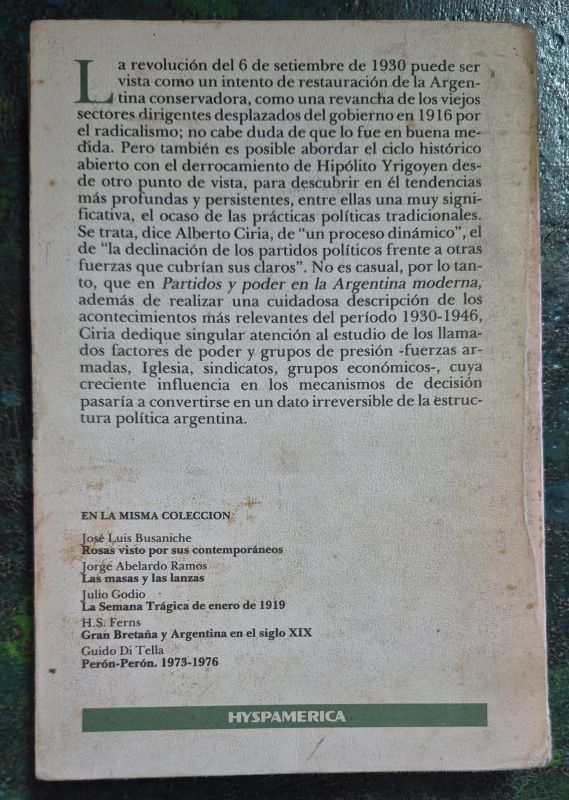 La revolución del 6 de setiembre de 1930 puede ser
vista como un intento de restauración de la Argen-
tina conservadora, como una revancha de los viejos
sectores dirigentes desplazados del gobierno en 1916 por
el radicalismo; no cabe duda de que lo fue en buena me-
dida. Pero también es posible abordar el ciclo histórico
abierto con el derrocamiento de Hipólito Yrigoyen des-
de otro punto de vista, para descubrir en él tendencias
más profundas y persistentes, entre ellas una muy signi-
ficativa, el ocaso de las prácticas políticas tradicionales.
Se trata, dice Alberto Ciria, de “un proceso dinámico”, el
de “la declinación de los partidos políticos frente a otras
fuerzas que cubrían sus claros”. No es casual, por lo tan-
to, que en Partidos y poder en la Argentina moderna,
además de realizar una cuidadosa descripción de los
acontecimientos más relevantes del período 1930-1946,
Ciria dedique singular atención al estudio de los llama-
dos factores de poder y grupos de presión -fuerzas ar-
madas, Iglesia, sindicatos, grupos económicos-, cuya
creciente influencia en los mecanismos de decisión
pasaría a convertirse en un dato irreversible de la estruc-
tura política argentina.
EN LA MISMA COLECCION
José Luis Busaniche
Rosas visto por sus contemporáneos
Jorge Abelardo Ramos
Las masas y las lanzas
Julio Godio
La Semana Trágica de enero de 1919
H.S. Ferns
Gran Bretaña y Argentina en el siglo XIX
Guido Di Tella
Perón-Perón. 1973-1976
HYSPAMERICA